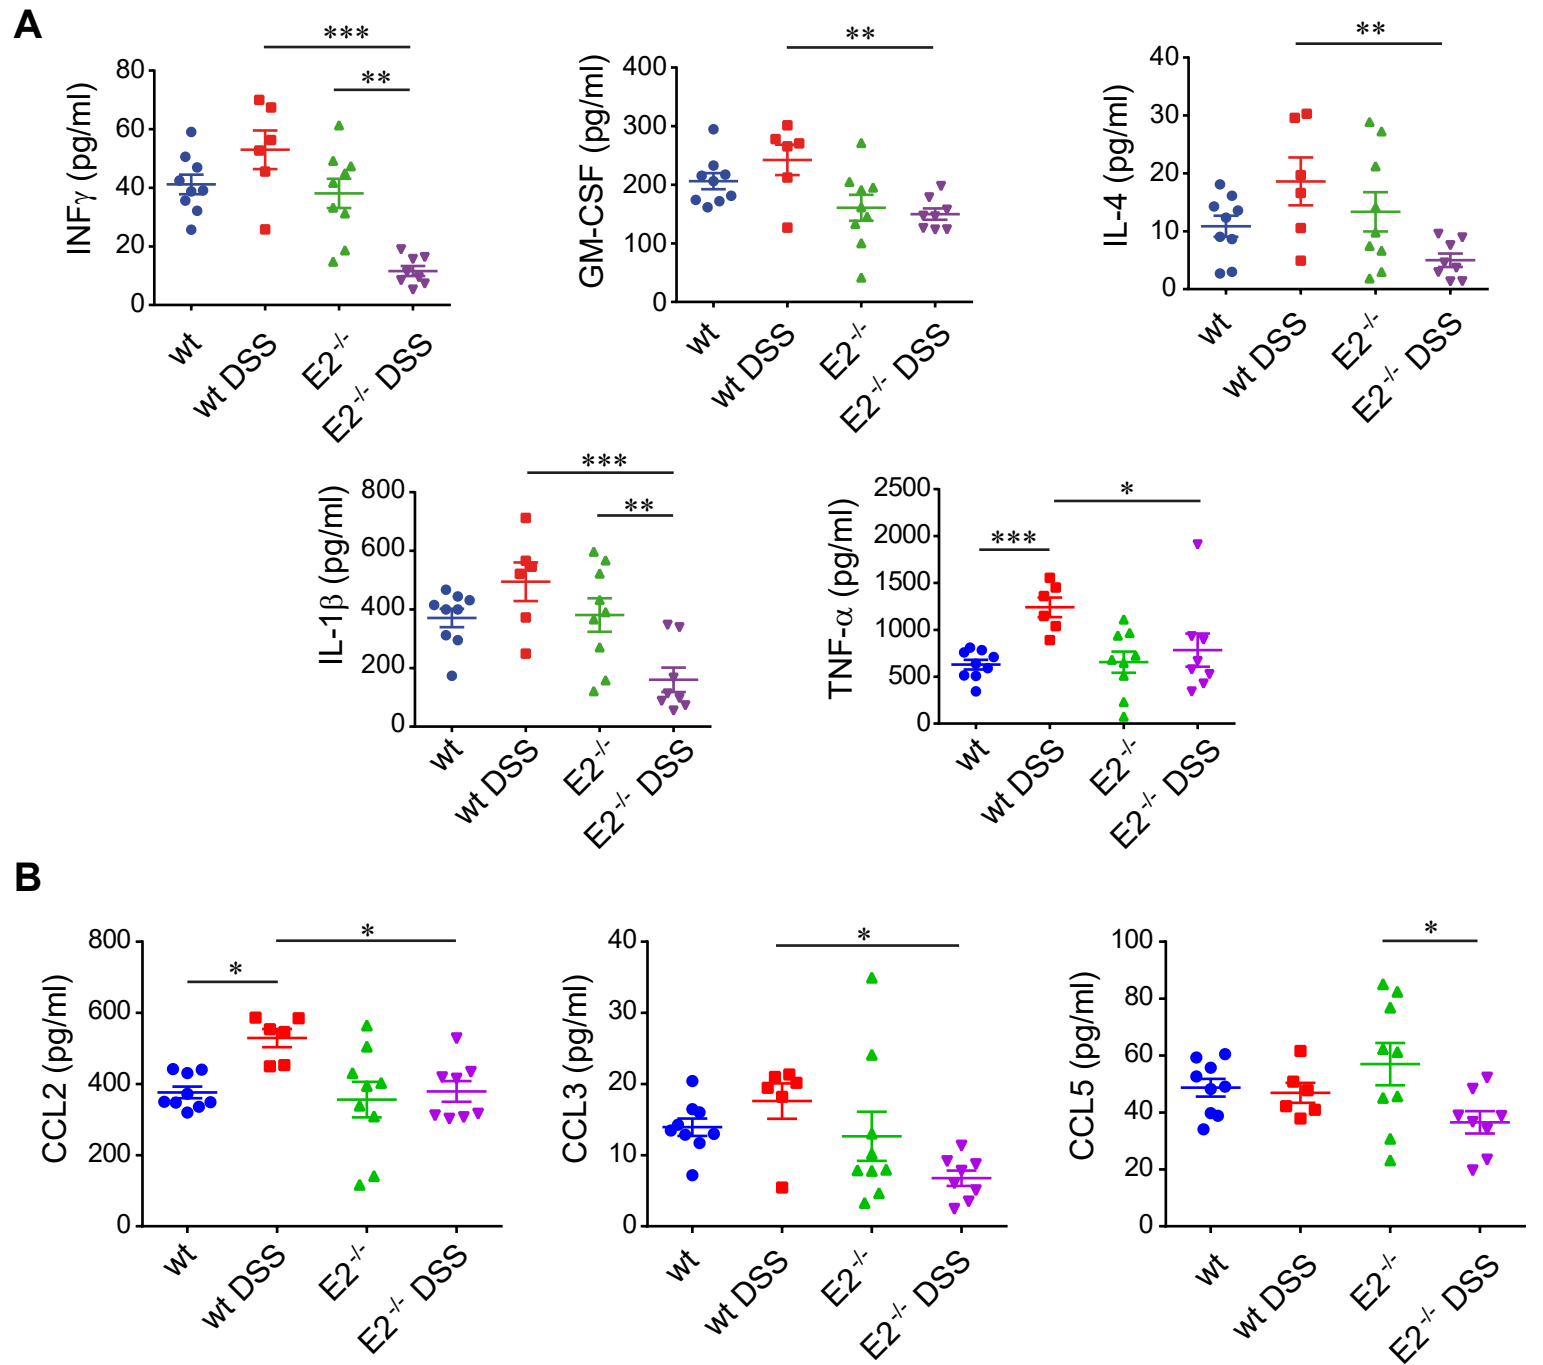 A
INFγ (pg/ml)
80
60
40
20
0
***
**
wt
wt DSS
E2-/-
E2-/- DSS
GM-CSF (pg/ml)
400
300
200
100
0
**
wt
wt DSS
E2-/-
E2-/- DSS
IL-4 (pg/ml)
40
30
20
10
0
**
wt
wt DSS
E2-/-
E2-/- DSS
IL-1β (pg/ml)
800
600
400
200
0
***
**
wt
wt DSS
E2-/-
E2-/- DSS
TNF-α (pg/ml)
2500
2000
1500
1000
500
0
*
***
wt
wt DSS
E2-/-
E2-/- DSS
B
CCL2 (pg/ml)
800
600
400
200
0
*
*
wt
wt DSS
E2-/-
E2-/- DSS
CCL3 (pg/ml)
40
30
20
10
0
*
wt
wt DSS
E2-/-
E2-/- DSS
CCL5 (pg/ml)
100
80
60
40
20
0
*
wt
wt DSS
E2-/-
E2-/- DSS